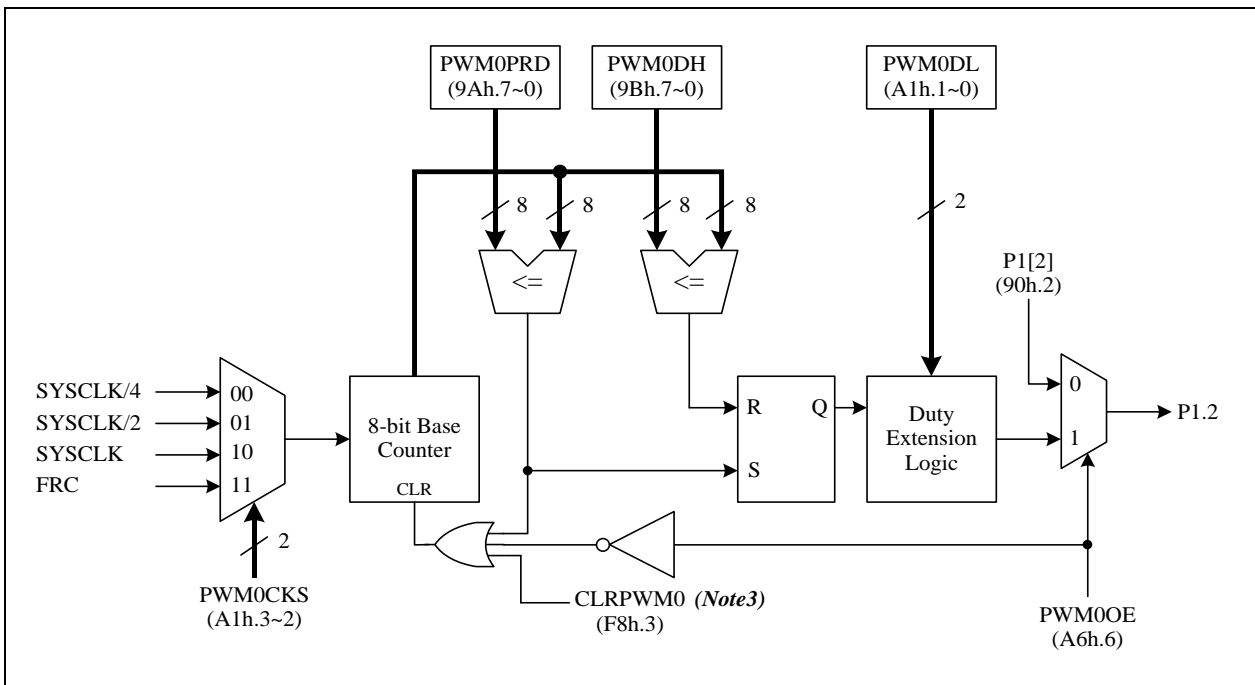 PWM0PRD
(9Ah.7~0)
PWM0DH
(9Bh.7~0)
PWM0DL
(A1h.1~0)
8
8
8
8
2
<=
<=
P1[2]
(90h.2)
SYSCLK/4
SYSCLK/2
SYSCLK
FRC
00
01
10
11
8-bit Base
Counter
CLR
R
S
Q
Duty
Extension
Logic
0
1
P1.2
2
PWM0CKS
(A1h.3~2)
CLRPWM0 (Note3)
(F8h.3)
PWM0OE
(A6h.6)